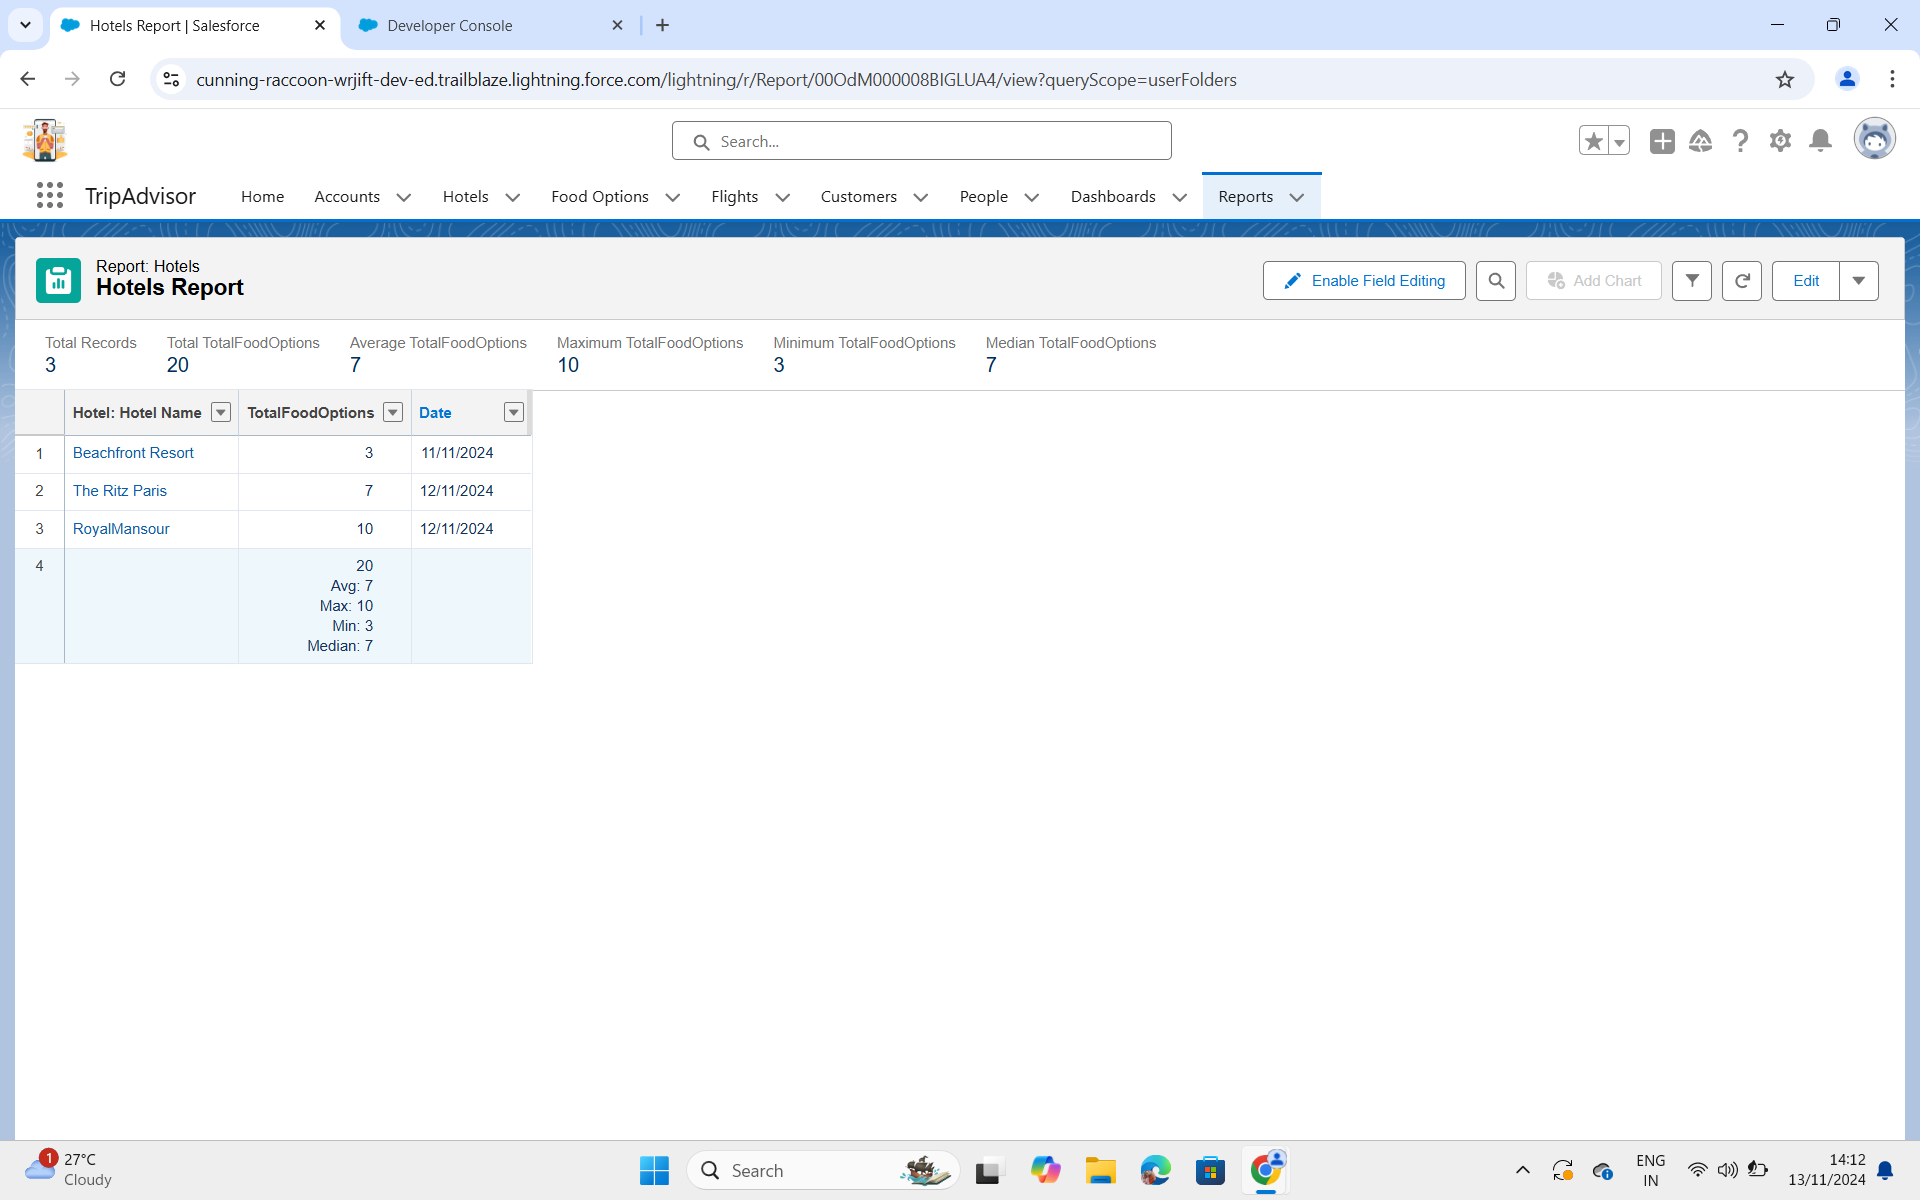 Hotels Report | Salesforce
Developer Console
cunning-raccoon-wrjift-dev-ed.trailblaze.lightning.force.com/lightning/r/Report/00OdM000008BIGLUA4/view?queryScope=userFolders
Search...
TripAdvisor Home Accounts Hotels Food Options Flights Customers People Dashboards Reports
Report: Hotels
Hotels Report
Enable Field Editing Add Chart Edit
Total Records Total TotalFoodOptions Average TotalFoodOptions Maximum TotalFoodOptions Minimum TotalFoodOptions Median TotalFoodOptions
3 20 7 10 3 7
Hotel: Hotel Name TotalFoodOptions Date
1 Beachfront Resort 3 11/11/2024
2 The Ritz Paris 7 12/11/2024
3 RoyalMansour 10 12/11/2024
4 20
Avg: 7
Max: 10
Min: 3
Median: 7
1 27°C
Cloudy
Search
ENG
IN
14:12
13/11/2024